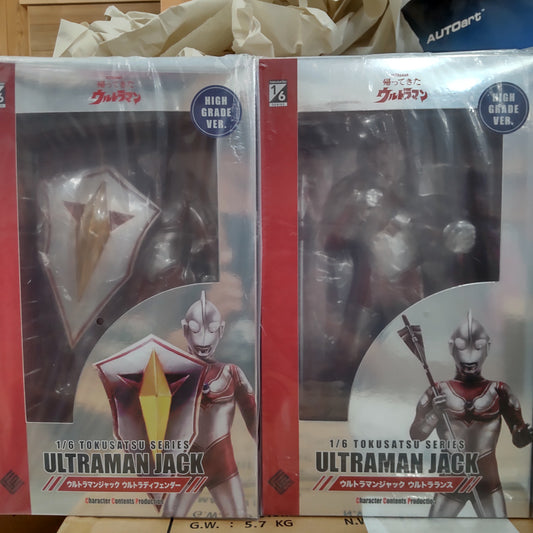 AUTOart
1/6
帰ってきた
ウルトラマン
HIGH
GRADE
VER.
1/6 TOKUSATSU SERIES
ULTRAMAN JACK
ウルトラマンジャック ウルトラディフェンダー
Character Contents Production
1/6
帰ってきた
ウルトラマン
HIGH
GRADE
VER.
1/6 TOKUSATSU SERIES
ULTRAMAN JACK
ウルトラマンジャック ウルトラランス
Character Contents Production
G.W. : 5.7 KG